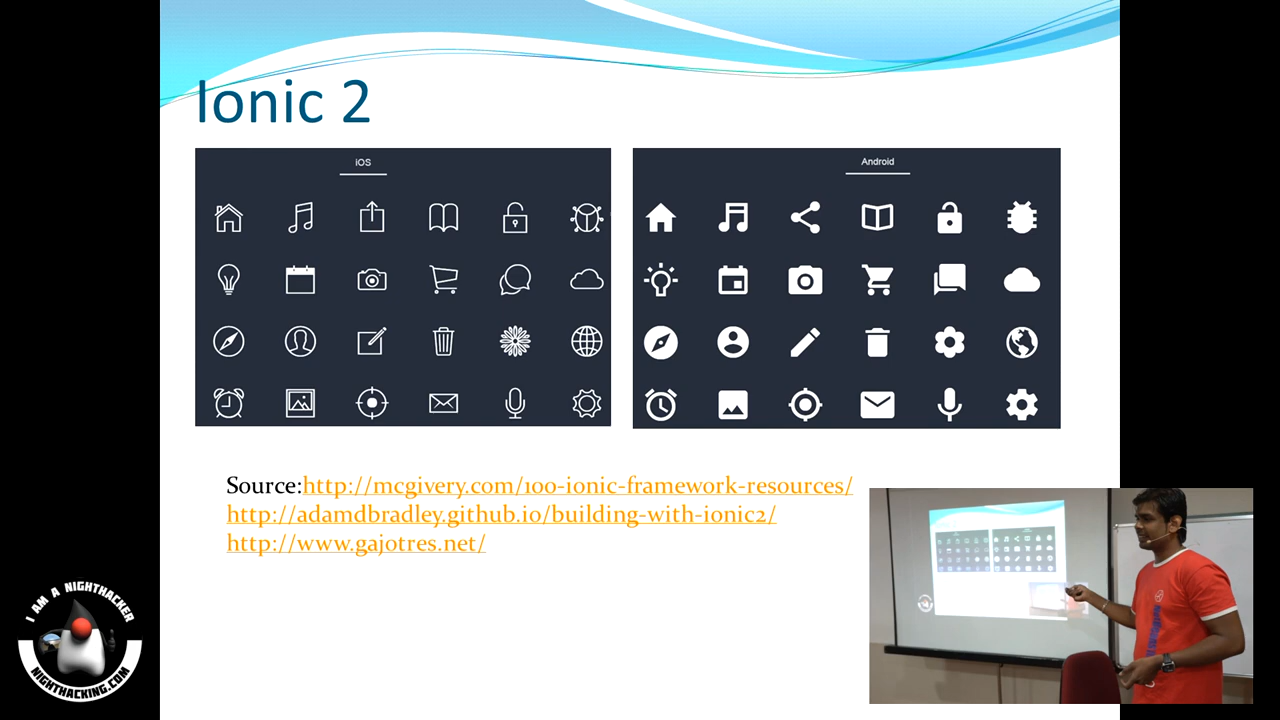 Ionic 2
iOS
Android
Source:http://mcgivery.com/100-ionic-framework-resources/
http://adamdbradley.github.io/building-with-ionic2/
http://www.gajotres.net/
I AM A NIGHTHACKER
NIGHTHACKING.COM